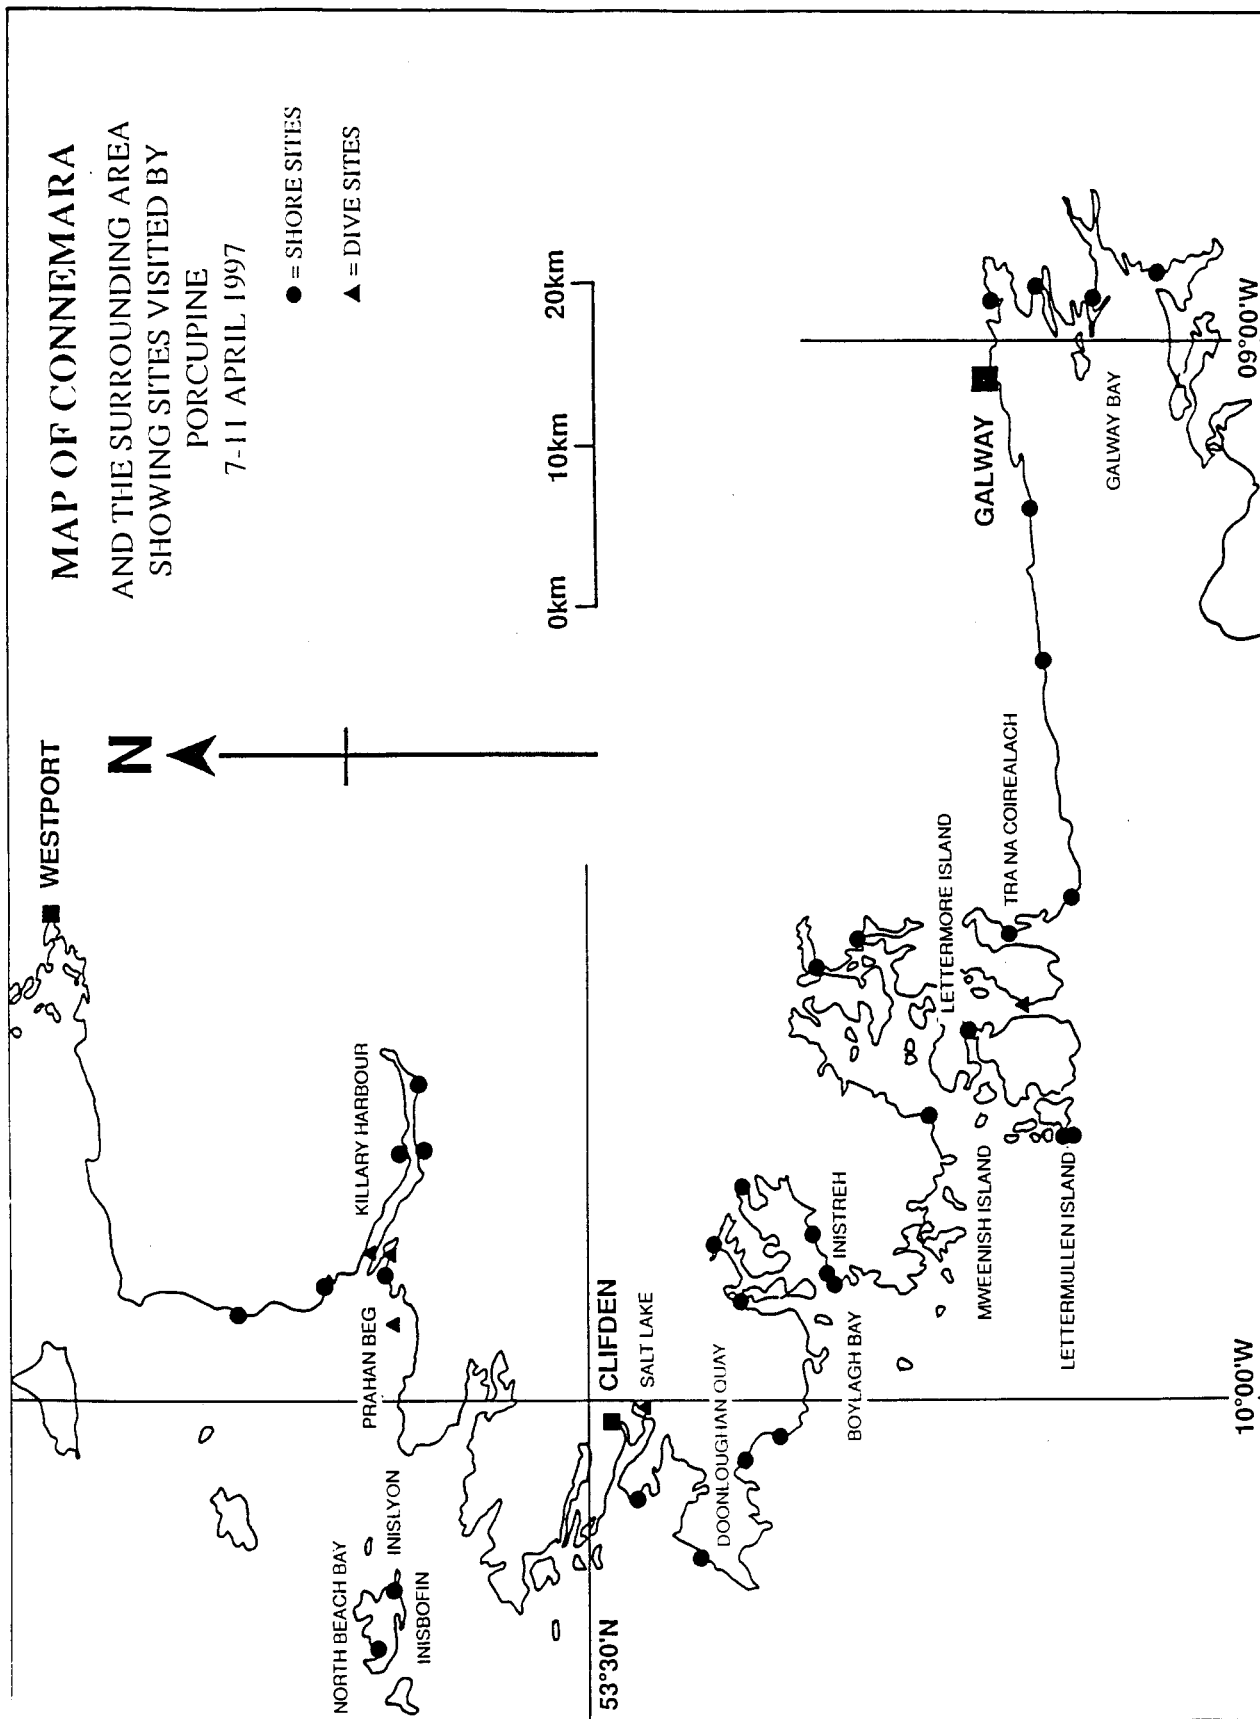 MAP OF CONNEMARA
AND THE SURROUNDING AREA
SHOWING SITES VISITED BY
PORCUPINE
7-11 APRIL 1997
● = SHORE SITES
▲ = DIVE SITES
N
0km 10km 20km
WESTPORT
KILLARY HARBOUR
PRAHAN BEG
NORTH BEACH BAY
INISLYON
INISBOFIN
53°30'N
CLIFDEN
SALT LAKE
DOONLOUGHAN QUAY
BOYLAGH BAY
INISTREH
MWEENISH ISLAND
LETTERMULLEN ISLAND
LETTERMORE ISLAND
TRA NA COIREALACH
GALWAY
GALWAY BAY
10°00'W
09°00'W